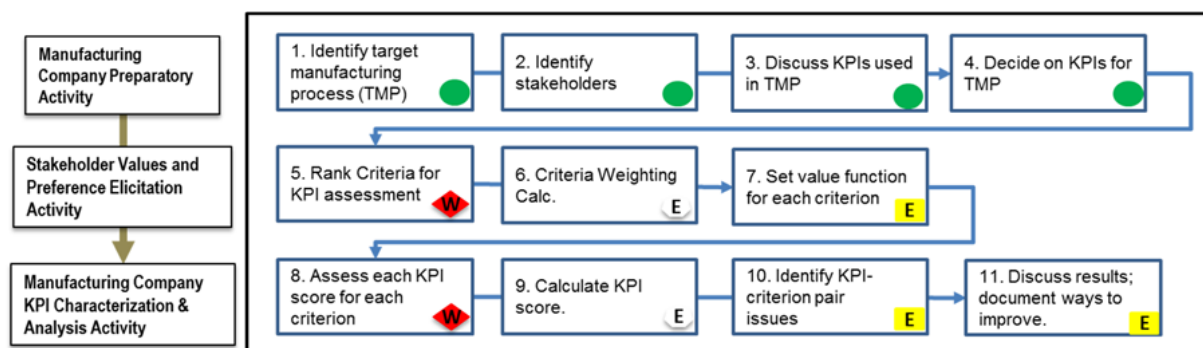 Manufacturing
Company Preparatory
Activity
1. Identify target
manufacturing
process (TMP)
2. Identify
stakeholders
3. Discuss KPIs used
in TMP
4. Decide on KPIs for
TMP
Stakeholder Values and
Preference Elicitation
Activity
5. Rank Criteria for
KPI assessment
W
6. Criteria Weighting
Calc.
E
7. Set value function
for each criterion
E
Manufacturing Company
KPI Characterization &
Analysis Activity
8. Assess each KPI
score for each
criterion
W
9. Calculate KPI
score.
E
10. Identify KPI-
criterion pair
issues
E
11. Discuss results;
document ways to
improve.
E